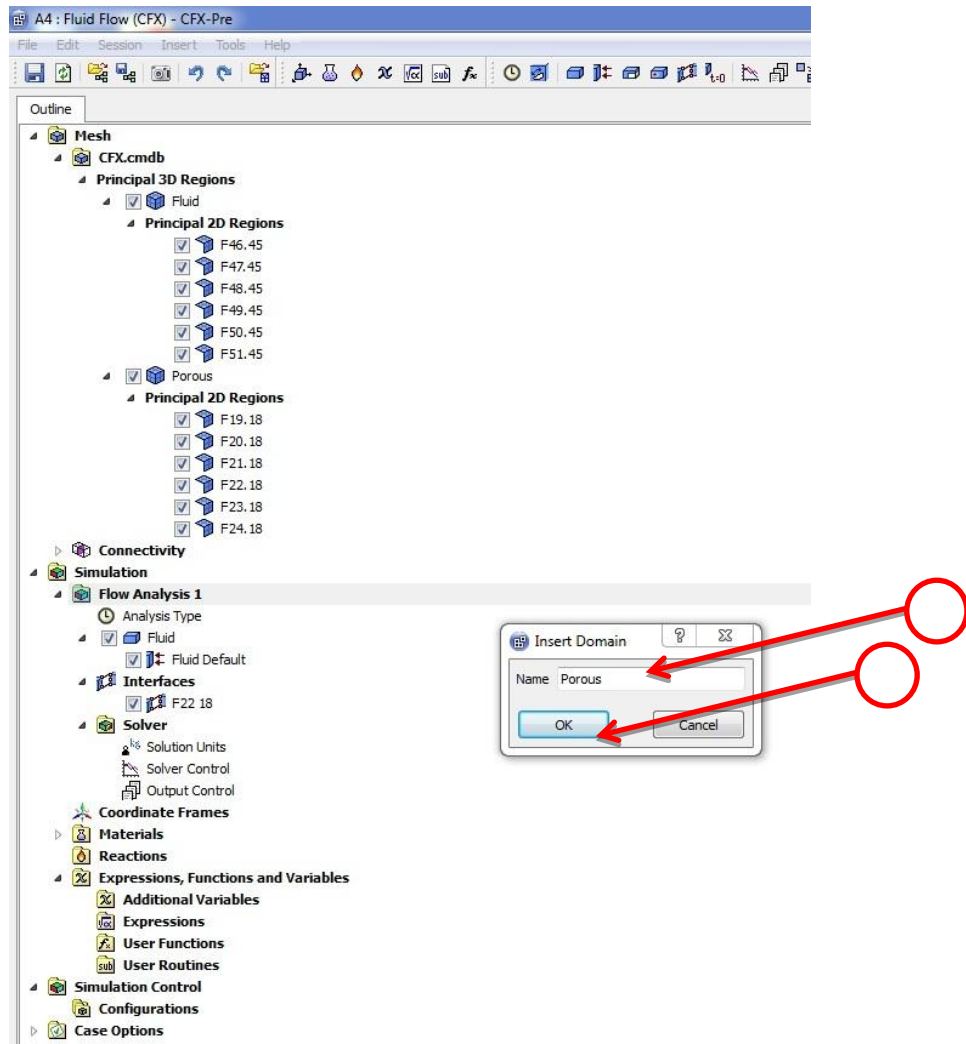 A4 : Fluid Flow (CFX) - CFX-Pre
File Edit Session Insert Tools Help
Outline
Mesh
CFX.cmdb
Principal 3D Regions
Fluid
Principal 2D Regions
F46.45
F47.45
F48.45
F49.45
F50.45
F51.45
Porous
Principal 2D Regions
F19.18
F20.18
F21.18
F22.18
F23.18
F24.18
Connectivity
Simulation
Flow Analysis 1
Analysis Type
Fluid
Fluid Default
Interfaces
F22 18
Solver
Solution Units
Solver Control
Output Control
Coordinate Frames
Materials
Reactions
Expressions, Functions and Variables
Additional Variables
Expressions
User Functions
User Routines
Simulation Control
Configurations
Case Options
Insert Domain
Name Porous
OK Cancel